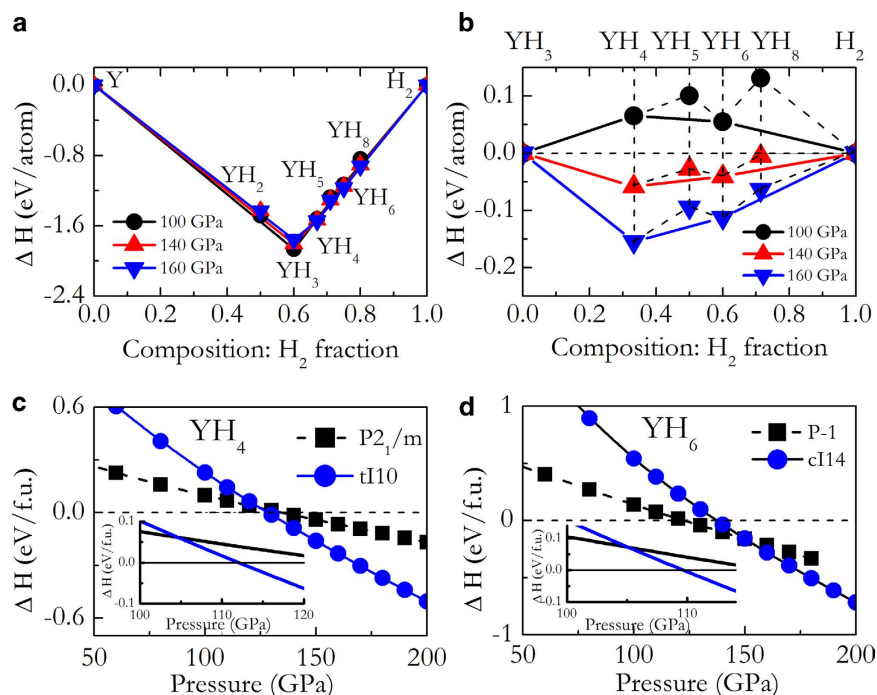 a
0.0
-0.8
-1.6
-2.4
Δ H (eV/atom)
Y
H₂
YH₈
YH₂
YH₅
YH₆
YH₄
YH₃
100 GPa
140 GPa
160 GPa
0.0 0.2 0.4 0.6 0.8 1.0
Composition: H₂ fraction
b
YH₃ YH₄ YH₅ YH₆ YH₈ H₂
0.1
0.0
-0.1
-0.2
Δ H (eV/atom)
100 GPa
140 GPa
160 GPa
0.0 0.2 0.4 0.6 0.8 1.0
Composition: H₂ fraction
c
0.6
0.0
-0.6
Δ H (eV/f.u.)
YH₄
P2₁/m
tI10
0.1
0.0
-0.1
Δ H (eV/f.u.)
100 110 120
Pressure (GPa)
50 100 150 200
Pressure (GPa)
d
1
0
-1
Δ H (eV/f.u.)
YH₆
P-1
cI14
0.1
0.0
-0.1
Δ H (eV/f.u.)
100 110
Pressure (GPa)
50 100 150 200
Pressure (GPa)